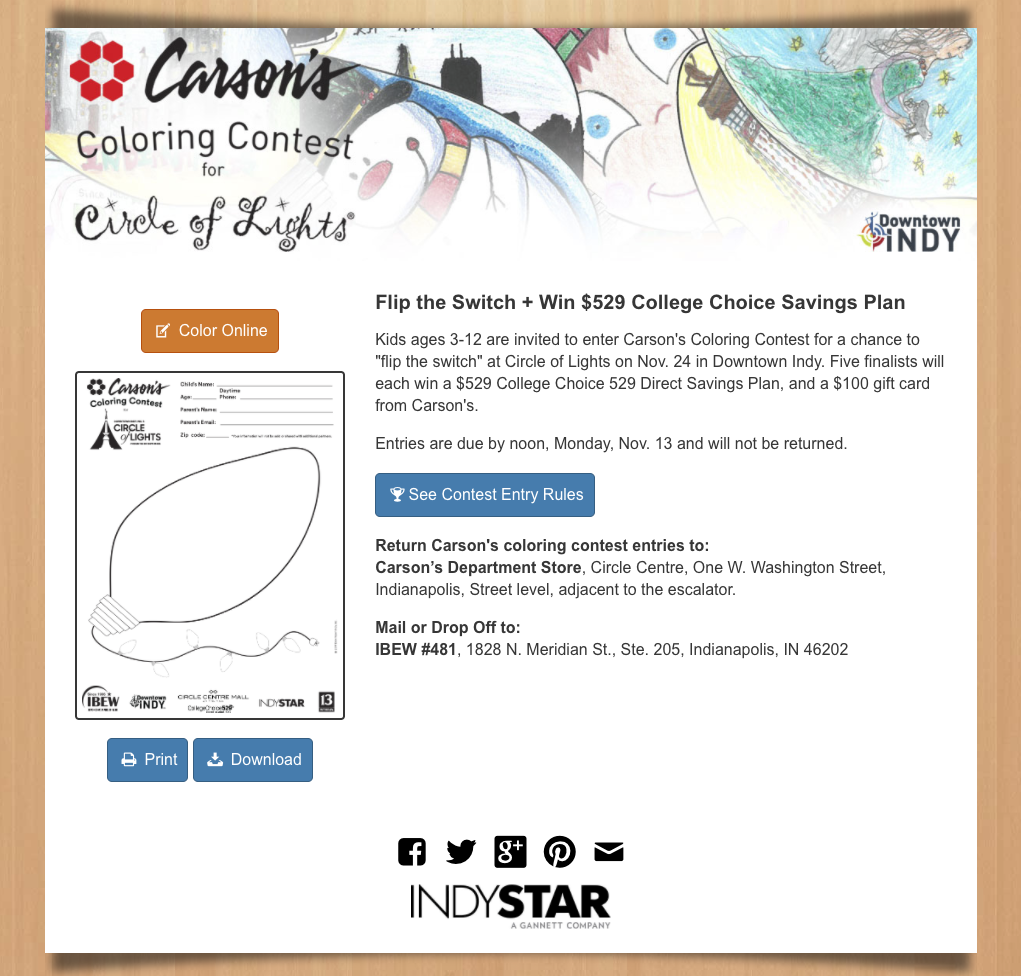 Carson's
Coloring Contest
for
Circle of Lights®
Downtown
INDY
Color Online
Carson's
Coloring Contest
for
CIRCLE
of LIGHTS
Child's Name:
Daytime
Age: Phone:
Parent's Name:
Parent's Email:
Zip code:
IBEW
Downtown
INDY
CIRCLE CENTRE MALL
CollegeChoice529
INDYSTAR
13
Print
Download
Flip the Switch + Win $529 College Choice Savings Plan
Kids ages 3-12 are invited to enter Carson's Coloring Contest for a chance to
"flip the switch" at Circle of Lights on Nov. 24 in Downtown Indy. Five finalists will
each win a $529 College Choice 529 Direct Savings Plan, and a $100 gift card
from Carson's.
Entries are due by noon, Monday, Nov. 13 and will not be returned.
See Contest Entry Rules
Return Carson's coloring contest entries to:
Carson’s Department Store, Circle Centre, One W. Washington Street,
Indianapolis, Street level, adjacent to the escalator.
Mail or Drop Off to:
IBEW #481, 1828 N. Meridian St., Ste. 205, Indianapolis, IN 46202
INDYSTAR
A GANNETT COMPANY